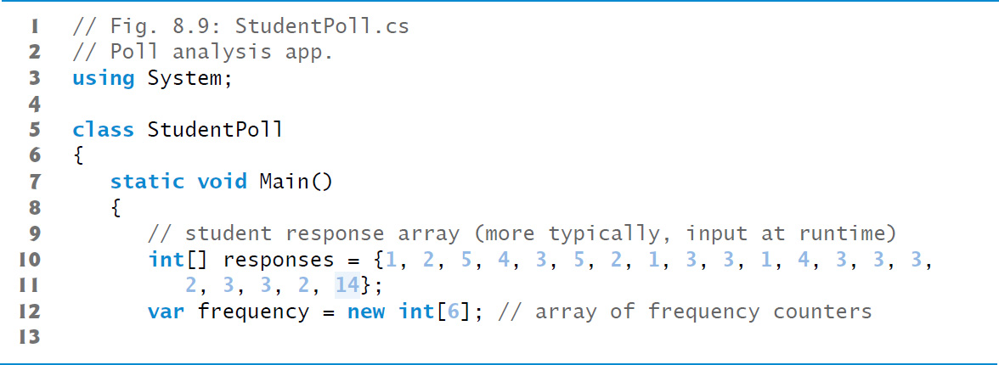 1 // Fig. 8.9: StudentPoll.cs
2 // Poll analysis app.
3 using System;
4
5 class StudentPoll
6 {
7 static void Main()
8 {
9 // student response array (more typically, input at runtime)
10 int[] responses = {1, 2, 5, 4, 3, 5, 2, 1, 3, 3, 1, 4, 3, 3, 3,
11 2, 3, 3, 2, 14};
12 var frequency = new int[6]; // array of frequency counters
13